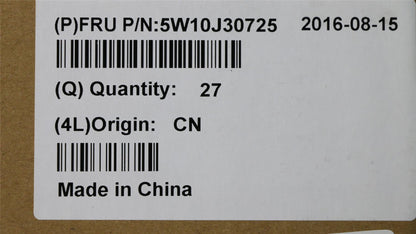 (P)FRU P/N:5W10J30725 2016-08-15
(Q) Quantity: 27
(4L)Origin: CN
Made in China